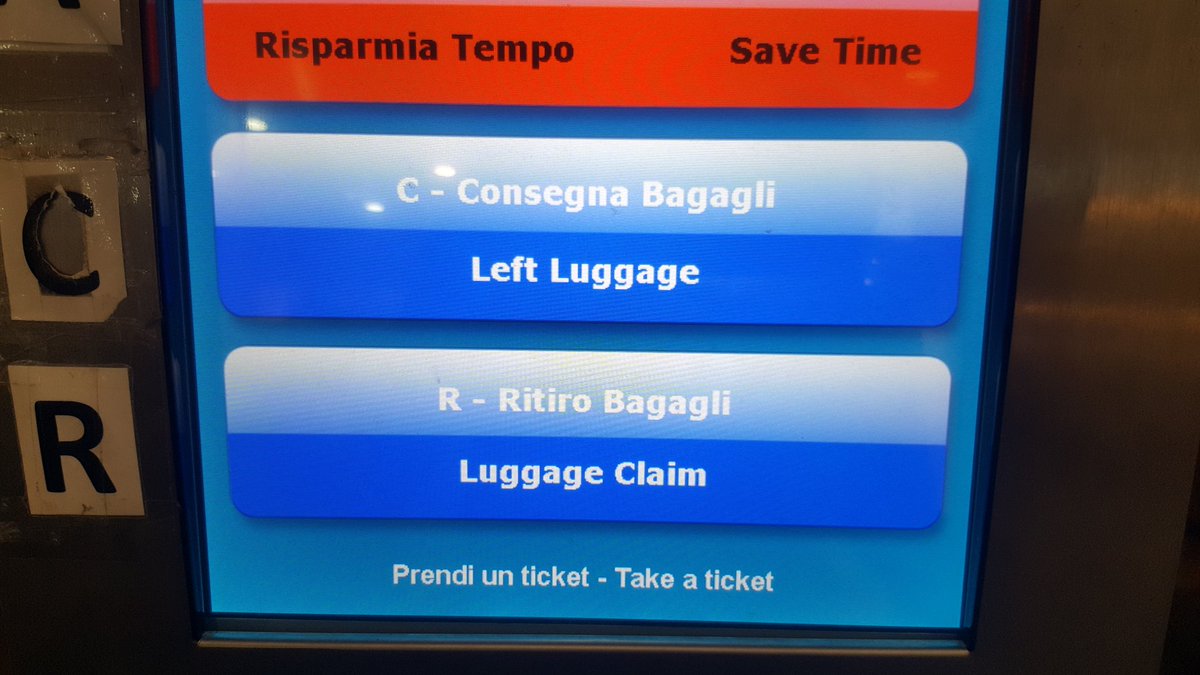 Risparmia Tempo Save Time
C - Consegna Bagagli
Left Luggage
R - Ritiro Bagagli
Luggage Claim
Prendi un ticket - Take a ticket
C
R